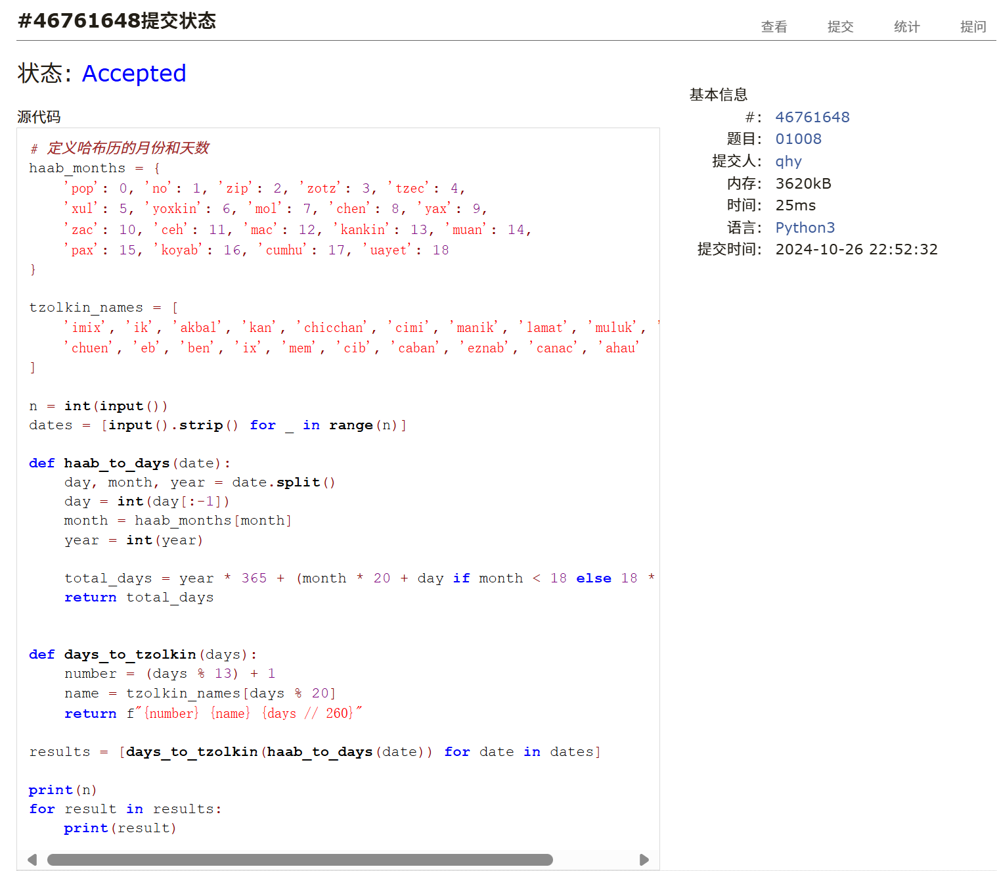 #46761648提交状态
查看 提交 统计 提问
状态: Accepted
源代码
# 定义哈布历的月份和天数
haab_months = {
    'pop': 0, 'no': 1, 'zip': 2, 'zotz': 3, 'tzec': 4,
    'xul': 5, 'yoxkin': 6, 'mol': 7, 'chen': 8, 'yax': 9,
    'zac': 10, 'ceh': 11, 'mac': 12, 'kankin': 13, 'muan': 14,
    'pax': 15, 'koyab': 16, 'cumhu': 17, 'uayet': 18
}
tzolkin_names = [
    'imix', 'ik', 'akbal', 'kan', 'chicchan', 'cimi', 'manik', 'lamat', 'muluk', '
    'chuen', 'eb', 'ben', 'ix', 'mem', 'cib', 'caban', 'eznab', 'canac', 'ahau'
]
n = int(input())
dates = [input().strip() for _ in range(n)]
def haab_to_days(date):
    day, month, year = date.split()
    day = int(day[:-1])
    month = haab_months[month]
    year = int(year)
    total_days = year * 365 + (month * 20 + day if month < 18 else 18 *
    return total_days
def days_to_tzolkin(days):
    number = (days % 13) + 1
    name = tzolkin_names[days % 20]
    return f"{number} {name} {days // 260}"
results = [days_to_tzolkin(haab_to_days(date)) for date in dates]
print(n)
for result in results:
    print(result)
基本信息
#: 46761648
题目: 01008
提交人: qhy
内存: 3620kB
时间: 25ms
语言: Python3
提交时间: 2024-10-26 22:52:32